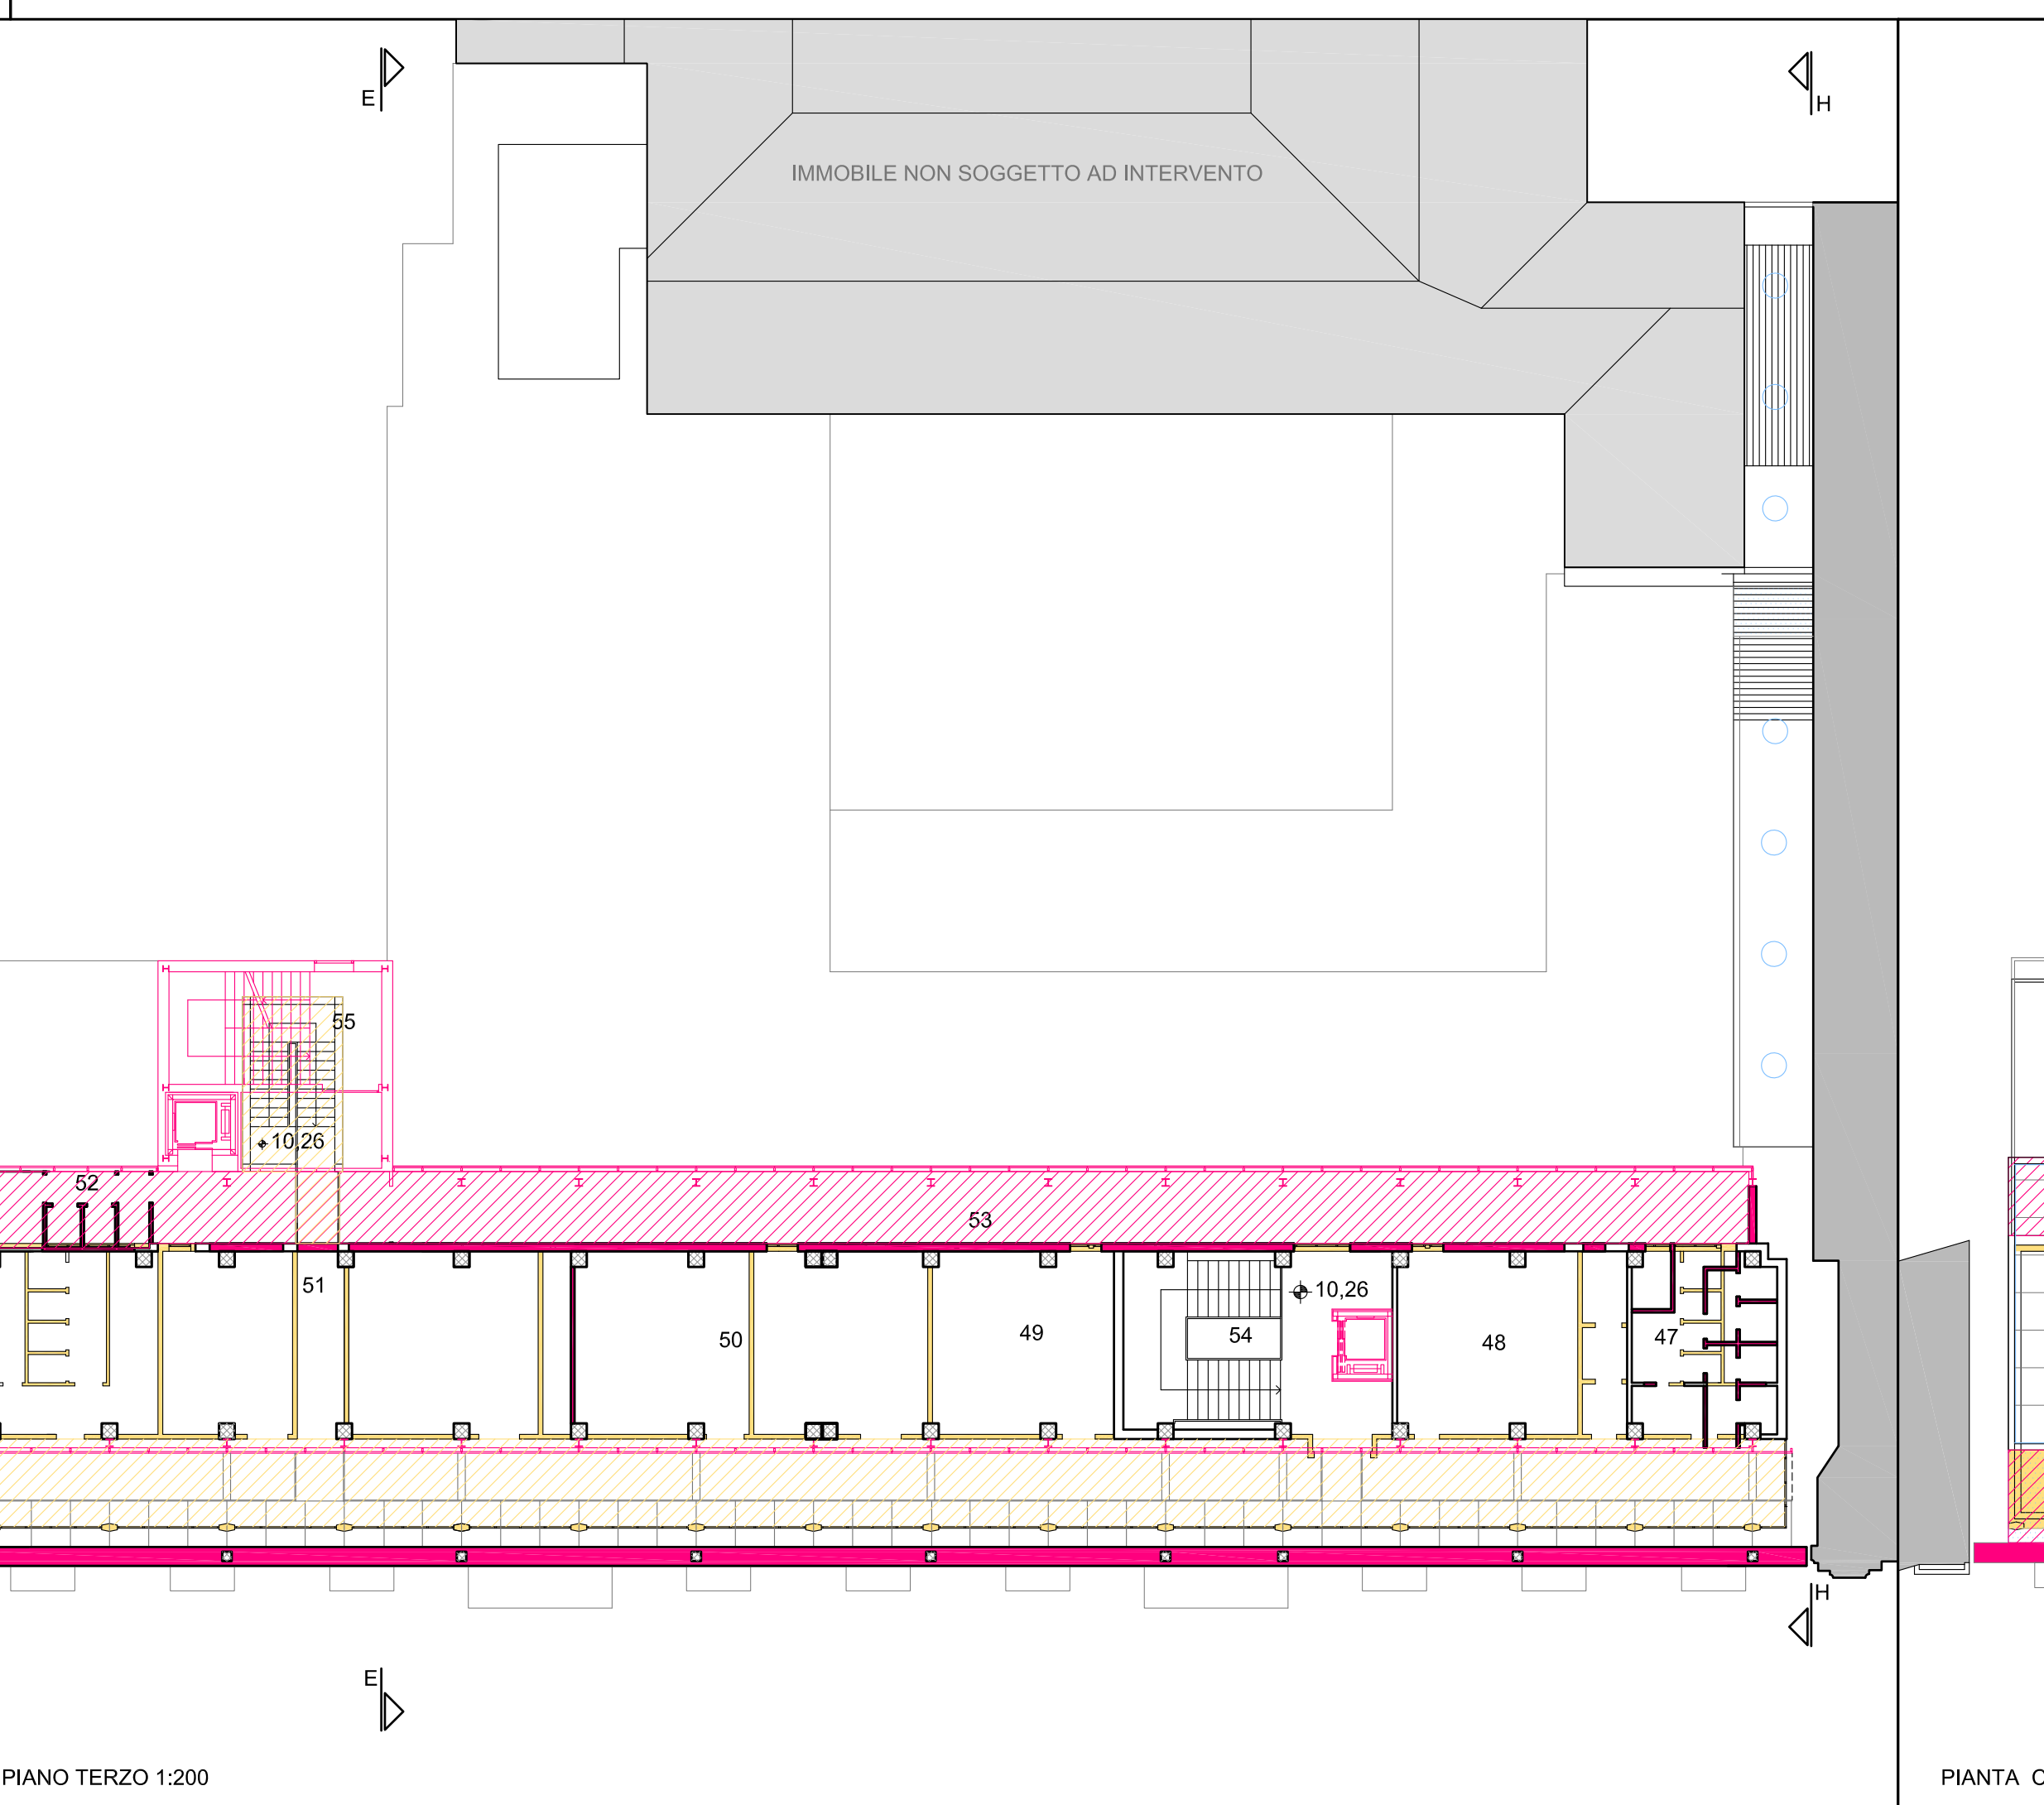 E
H
IMMOBILE NON SOGGETTO AD INTERVENTO
55
10,26
52
53
51
10,26
50
49
54
48
47
H
E
PIANO TERZO 1:200
PIANTA C